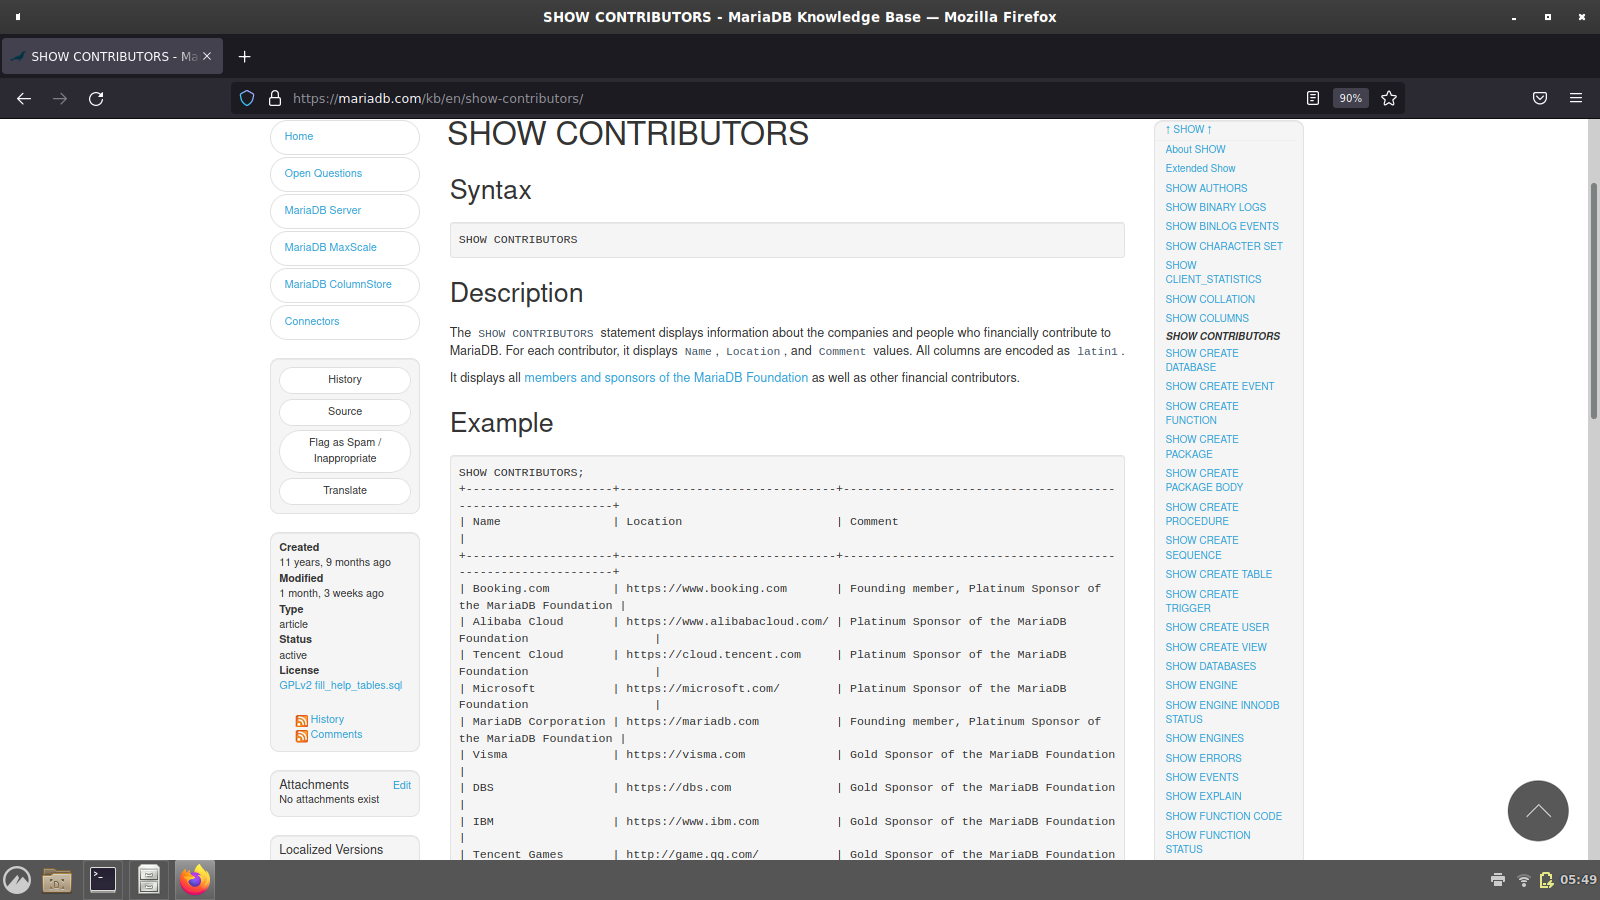 SHOW CONTRIBUTORS - MariaDB Knowledge Base — Mozilla Firefox
SHOW CONTRIBUTORS - Ma
https://mariadb.com/kb/en/show-contributors/
90%
Home
Open Questions
MariaDB Server
MariaDB MaxScale
MariaDB ColumnStore
Connectors
History
Source
Flag as Spam /
Inappropriate
Translate
Created
11 years, 9 months ago
Modified
1 month, 3 weeks ago
Type
article
Status
active
License
GPLv2 fill_help_tables.sql
History
Comments
Attachments Edit
No attachments exist
Localized Versions
SHOW CONTRIBUTORS
Syntax
SHOW CONTRIBUTORS
Description
The SHOW CONTRIBUTORS statement displays information about the companies and people who financially contribute to
MariaDB. For each contributor, it displays Name , Location , and Comment values. All columns are encoded as latin1 .
It displays all members and sponsors of the MariaDB Foundation as well as other financial contributors.
Example
SHOW CONTRIBUTORS;
+---------------------+-------------------------------+---------------------------------------
----------------------+
| Name                | Location                      | Comment
|
+---------------------+-------------------------------+---------------------------------------
----------------------+
| Booking.com         | https://www.booking.com       | Founding member, Platinum Sponsor of
the MariaDB Foundation |
| Alibaba Cloud       | https://www.alibabacloud.com/ | Platinum Sponsor of the MariaDB
Foundation                  |
| Tencent Cloud       | https://cloud.tencent.com     | Platinum Sponsor of the MariaDB
Foundation                  |
| Microsoft           | https://microsoft.com/        | Platinum Sponsor of the MariaDB
Foundation                  |
| MariaDB Corporation | https://mariadb.com           | Founding member, Platinum Sponsor of
the MariaDB Foundation |
| Visma               | https://visma.com             | Gold Sponsor of the MariaDB Foundation
|
| DBS                 | https://dbs.com               | Gold Sponsor of the MariaDB Foundation
|
| IBM                 | https://www.ibm.com           | Gold Sponsor of the MariaDB Foundation
|
| Tencent Games       | http://game.qq.com/           | Gold Sponsor of the MariaDB Foundation
↑ SHOW ↑
About SHOW
Extended Show
SHOW AUTHORS
SHOW BINARY LOGS
SHOW BINLOG EVENTS
SHOW CHARACTER SET
SHOW
CLIENT_STATISTICS
SHOW COLLATION
SHOW COLUMNS
SHOW CONTRIBUTORS
SHOW CREATE
DATABASE
SHOW CREATE EVENT
SHOW CREATE
FUNCTION
SHOW CREATE
PACKAGE
SHOW CREATE
PACKAGE BODY
SHOW CREATE
PROCEDURE
SHOW CREATE
SEQUENCE
SHOW CREATE TABLE
SHOW CREATE
TRIGGER
SHOW CREATE USER
SHOW CREATE VIEW
SHOW DATABASES
SHOW ENGINE
SHOW ENGINE INNODB
STATUS
SHOW ENGINES
SHOW ERRORS
SHOW EVENTS
SHOW EXPLAIN
SHOW FUNCTION CODE
SHOW FUNCTION
STATUS
05:49